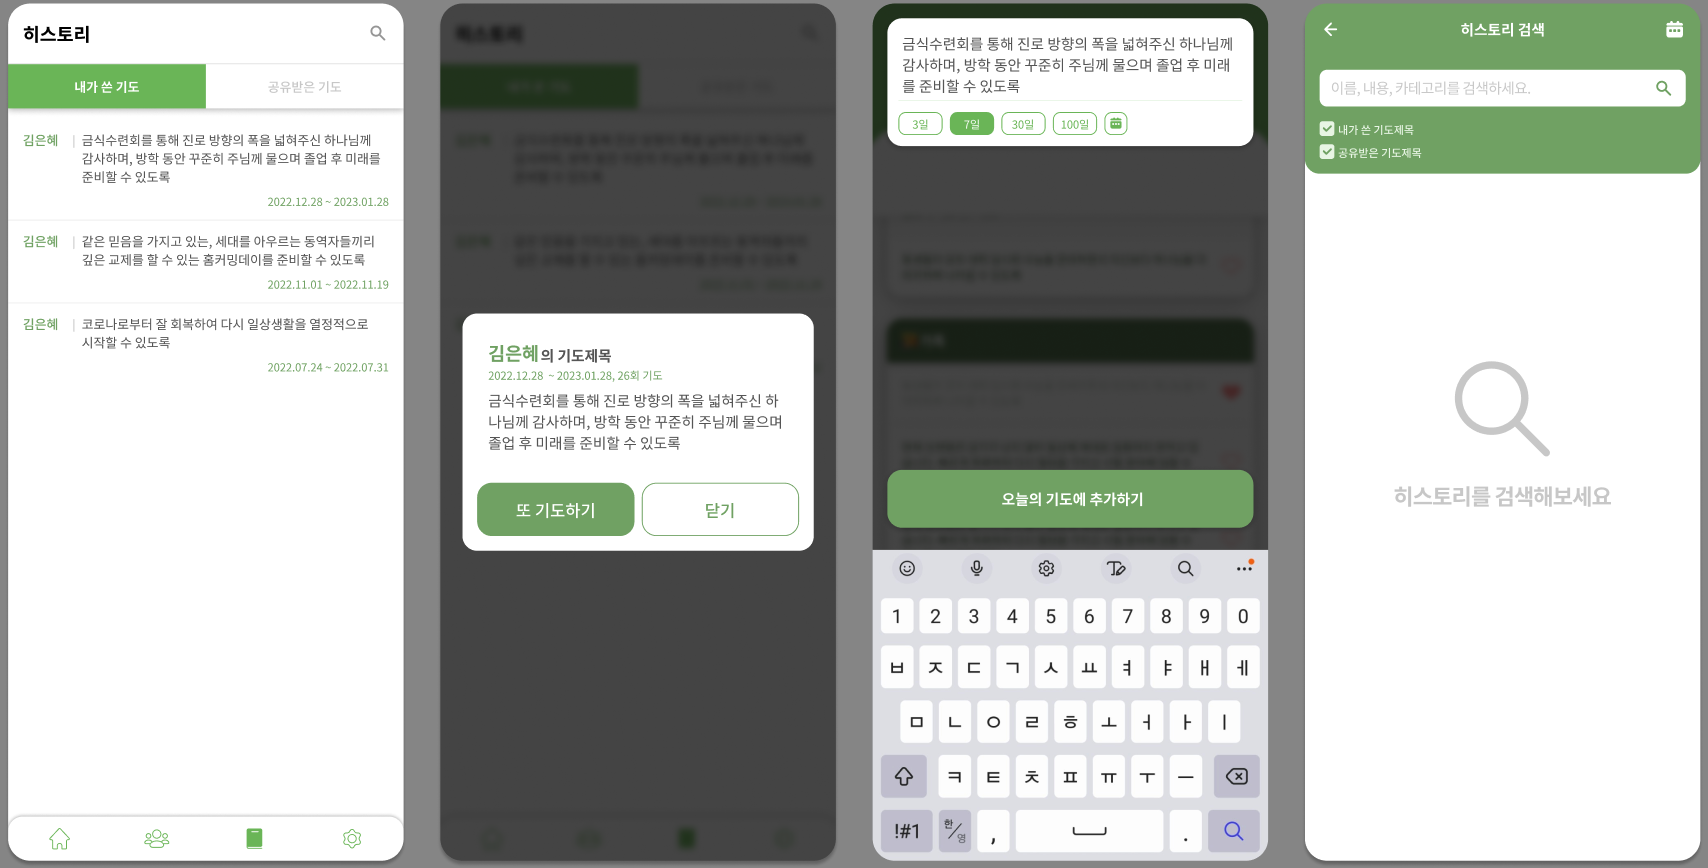 히스토리
내가 쓴 기도
공유받은 기도
김은혜
금식수련회를 통해 진로 방향의 폭을 넓혀주신 하나님께
감사하며, 방학 동안 꾸준히 주님께 물으며 졸업 후 미래를
준비할 수 있도록
2022.12.28 ~ 2023.01.28
김은혜
같은 믿음을 가지고 있는, 세대를 아우르는 동역자들끼리
깊은 교제를 할 수 있는 홈커밍데이를 준비할 수 있도록
2022.11.01 ~ 2022.11.19
김은혜
코로나로부터 잘 회복하여 다시 일상생활을 열정적으로
시작할 수 있도록
2022.07.24 ~ 2022.07.31
김은혜의 기도제목
2022.12.28 ~ 2023.01.28, 26회 기도
금식수련회를 통해 진로 방향의 폭을 넓혀주신 하
나님께 감사하며, 방학 동안 꾸준히 주님께 물으며
졸업 후 미래를 준비할 수 있도록
또 기도하기
닫기
금식수련회를 통해 진로 방향의 폭을 넓혀주신 하나님께
감사하며, 방학 동안 꾸준히 주님께 물으며 졸업 후 미래
를 준비할 수 있도록
3일 7일 30일 100일
오늘의 기도에 추가하기
1 2 3 4 5 6 7 8 9 0
ㅂ ㅈ ㄷ ㄱ ㅅ ㅛ ㅕ ㅑ ㅐ ㅔ
ㅁ ㄴ ㅇ ㄹ ㅎ ㅗ ㅓ ㅏ ㅣ
ㅋ ㅌ ㅊ ㅍ ㅠ ㅜ ㅡ
!#1 한/영 , .
히스토리 검색
이름, 내용, 카테고리를 검색하세요.
내가 쓴 기도제목
공유받은 기도제목
히스토리를 검색해보세요